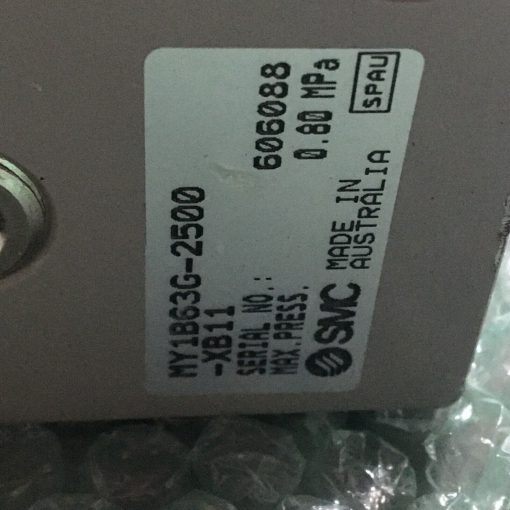 MY1B63G-2500
-XB11
SERIAL NO.: 606088
MAX.PRESS. 0.80 MPa
SMC MADE IN
AUSTRALIA SPAU